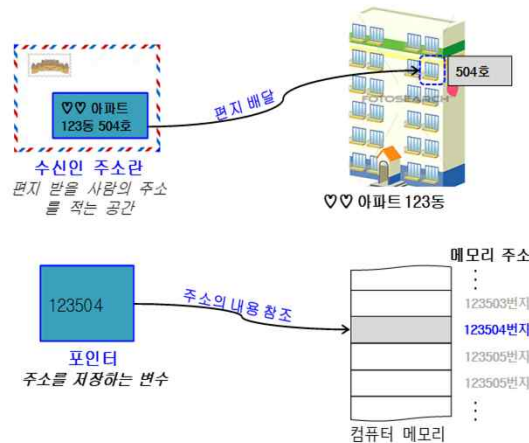 ♡♡ 아파트
123동 504호
편지 배달
504호
FOTOSEARCH
수신인 주소란
편지 받을 사람의 주소
를 적는 공간
♡♡ 아파트 123동
메모리 주소
123504
주소의 내용 참조
123503번지
123504번지
123505번지
123505번지
포인터
주소를 저장하는 변수
컴퓨터 메모리